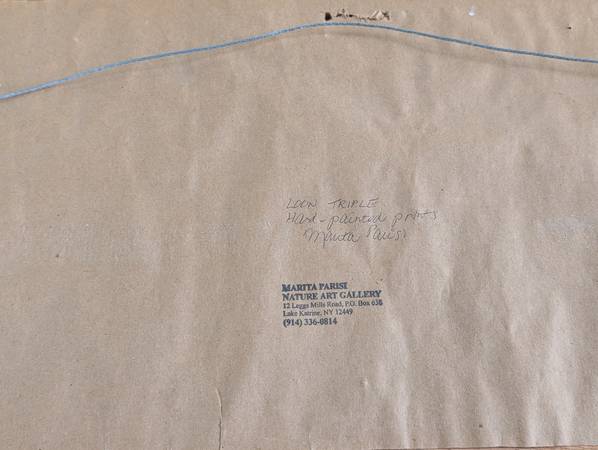 LOON TRIPLE
Hand-painted prints
Marita Parisi
MARITA PARISI
NATURE ART GALLERY
12 Leggs Mills Road, P.O. Box 638
Lake Katrine, NY 12449
(914) 336-0814